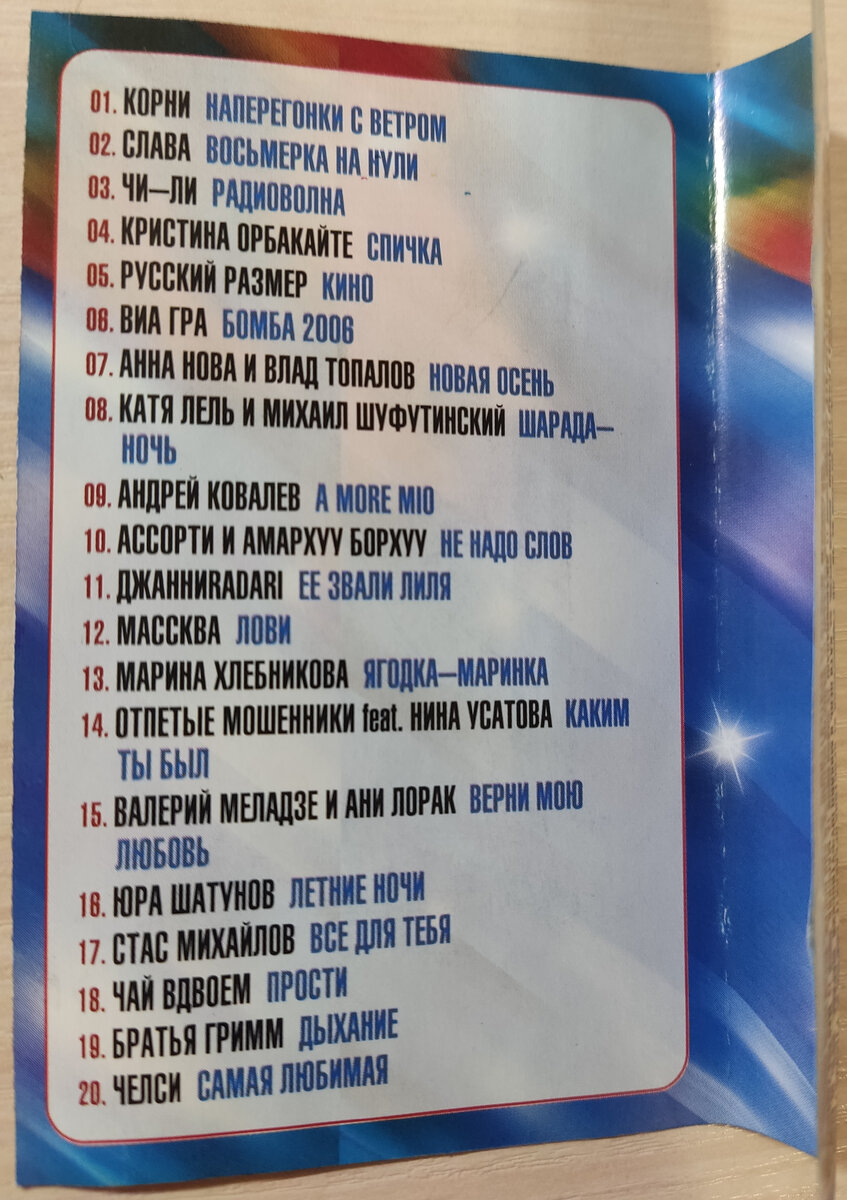 01. КОРНИ НАПЕРЕГОНКИ С ВЕТРОМ
02. СЛАВА ВОСЬМЕРКА НА НУЛИ
03. ЧИ–ЛИ РАДИОВОЛНА
04. КРИСТИНА ОРБАКАЙТЕ СПИЧКА
05. РУССКИЙ РАЗМЕР КИНО
06. ВИА ГРА БОМБА 2006
07. АННА НОВА И ВЛАД ТОПАЛОВ НОВАЯ ОСЕНЬ
08. КАТЯ ЛЕЛЬ И МИХАИЛ ШУФУТИНСКИЙ ШАРАДА–
НОЧЬ
09. АНДРЕЙ КОВАЛЕВ A MORE MIO
10. АССОРТИ И АМАРХУУ БОРХУУ НЕ НАДО СЛОВ
11. ДЖАННИRADARI ЕЕ ЗВАЛИ ЛИЛЯ
12. МАССКВА ЛОВИ
13. МАРИНА ХЛЕБНИКОВА ЯГОДКА–МАРИНКА
14. ОТПЕТЫЕ МОШЕННИКИ feat. НИНА УСАТОВА КАКИМ
ТЫ БЫЛ
15. ВАЛЕРИЙ МЕЛАДЗЕ И АНИ ЛОРАК ВЕРНИ МОЮ
ЛЮБОВЬ
16. ЮРА ШАТУНОВ ЛЕТНИЕ НОЧИ
17. СТАС МИХАЙЛОВ ВСЕ ДЛЯ ТЕБЯ
18. ЧАЙ ВДВОЕМ ПРОСТИ
19. БРАТЬЯ ГРИММ ДЫХАНИЕ
20. ЧЕЛСИ САМАЯ ЛЮБИМАЯ